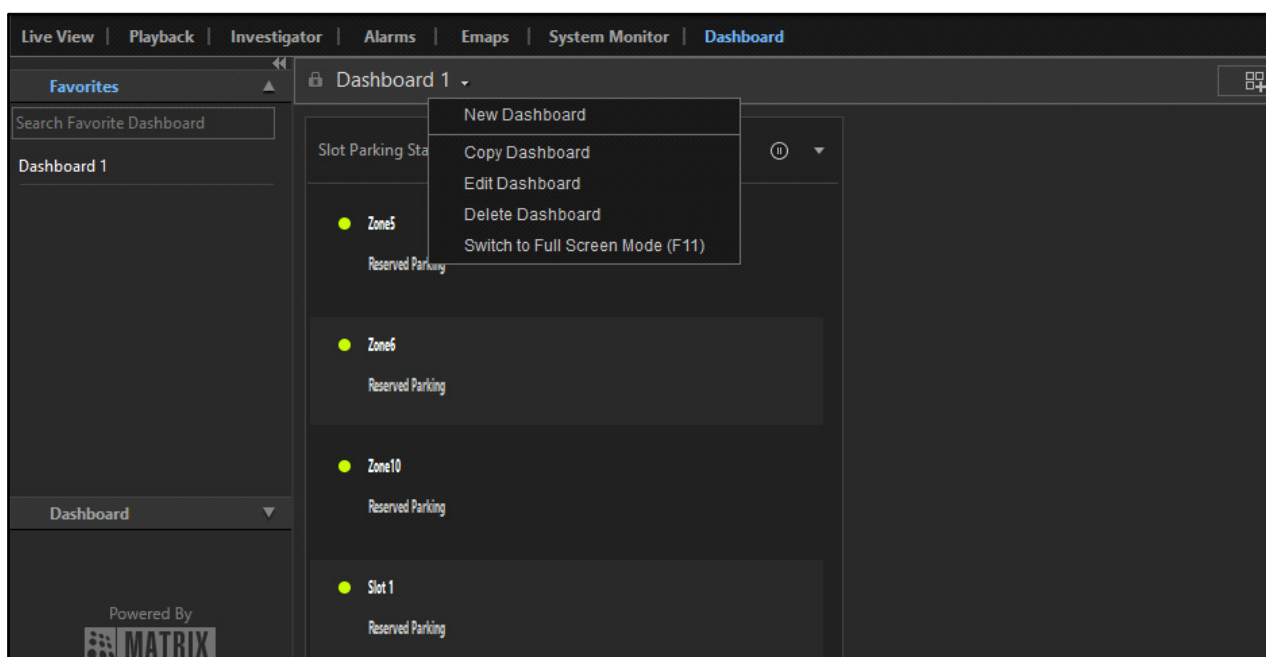 Live View | Playback | Investigator | Alarms | Emaps | System Monitor | Dashboard
Favorites
Search Favorite Dashboard
Dashboard 1
Dashboard
Powered By
MATRIX
Dashboard 1
New Dashboard
Copy Dashboard
Edit Dashboard
Delete Dashboard
Switch to Full Screen Mode (F11)
Slot Parking Sta
Zone5
Reserved Parking
Zone6
Reserved Parking
Zone10
Reserved Parking
Slot 1
Reserved Parking